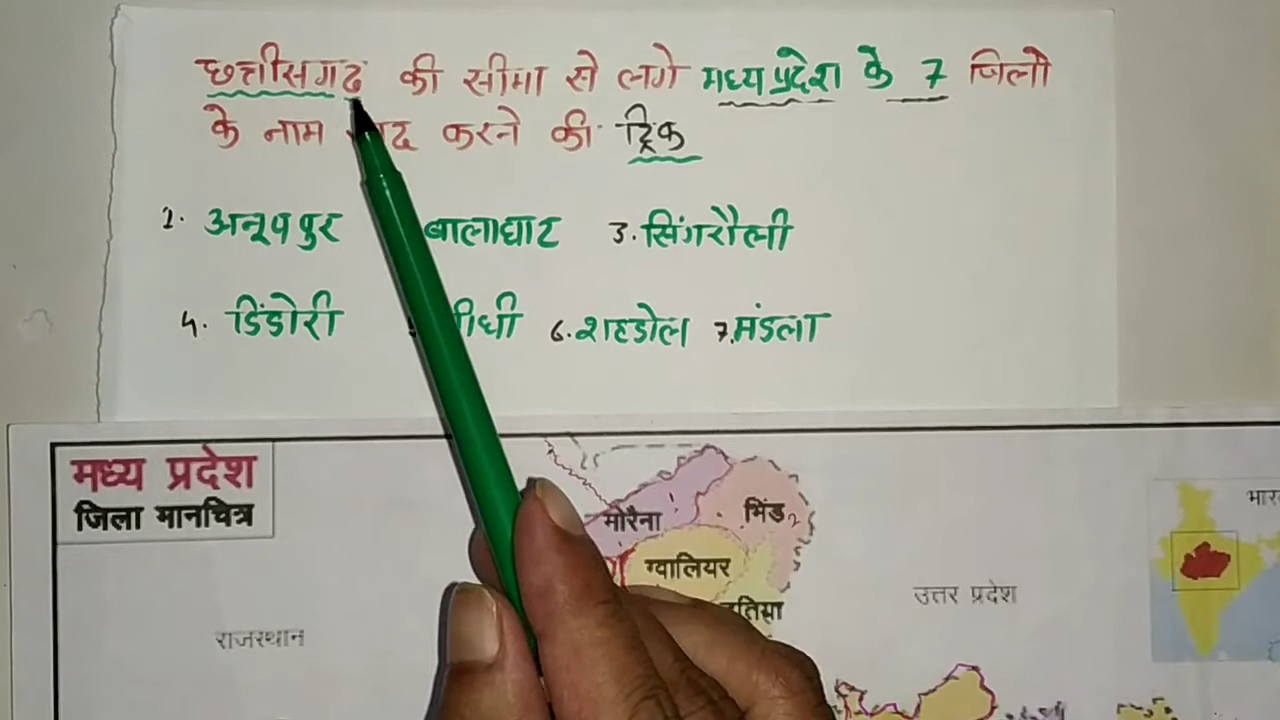 छत्तीसगढ की सीमा से लगे मध्य प्रदेश के 7 जिलो
के नाम करने की ट्रिक
1. अनूपपुर बालाघाट 3. सिंगरौली
4. डिंडोरी 6. शहडोल 7. मंडला
मध्य प्रदेश
जिला मानचित्र
मोरैना
भिंड
2
ग्वालियर
उत्तर प्रदेश
राजस्थान